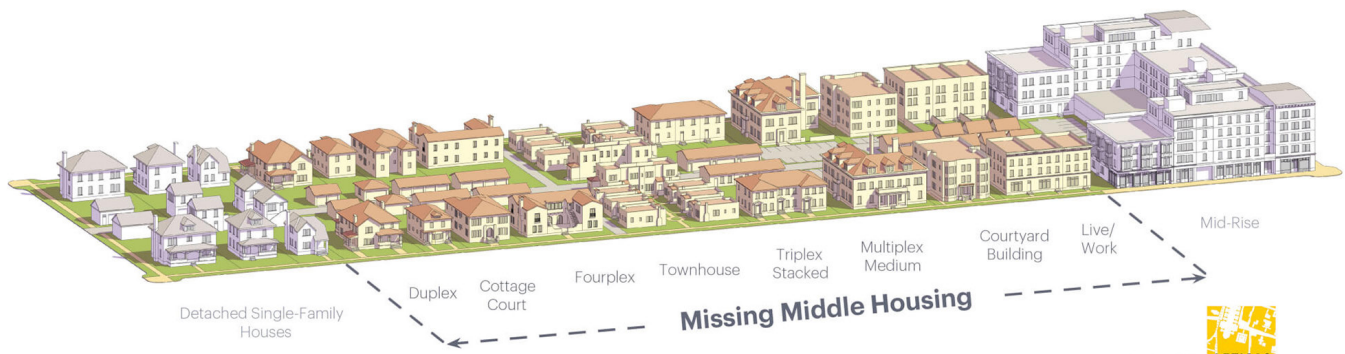 Detached Single-Family
Houses
Duplex
Cottage
Court
Fourplex
Townhouse
Triplex
Stacked
Multiplex
Medium
Courtyard
Building
Live/
Work
Mid-Rise
Missing Middle Housing